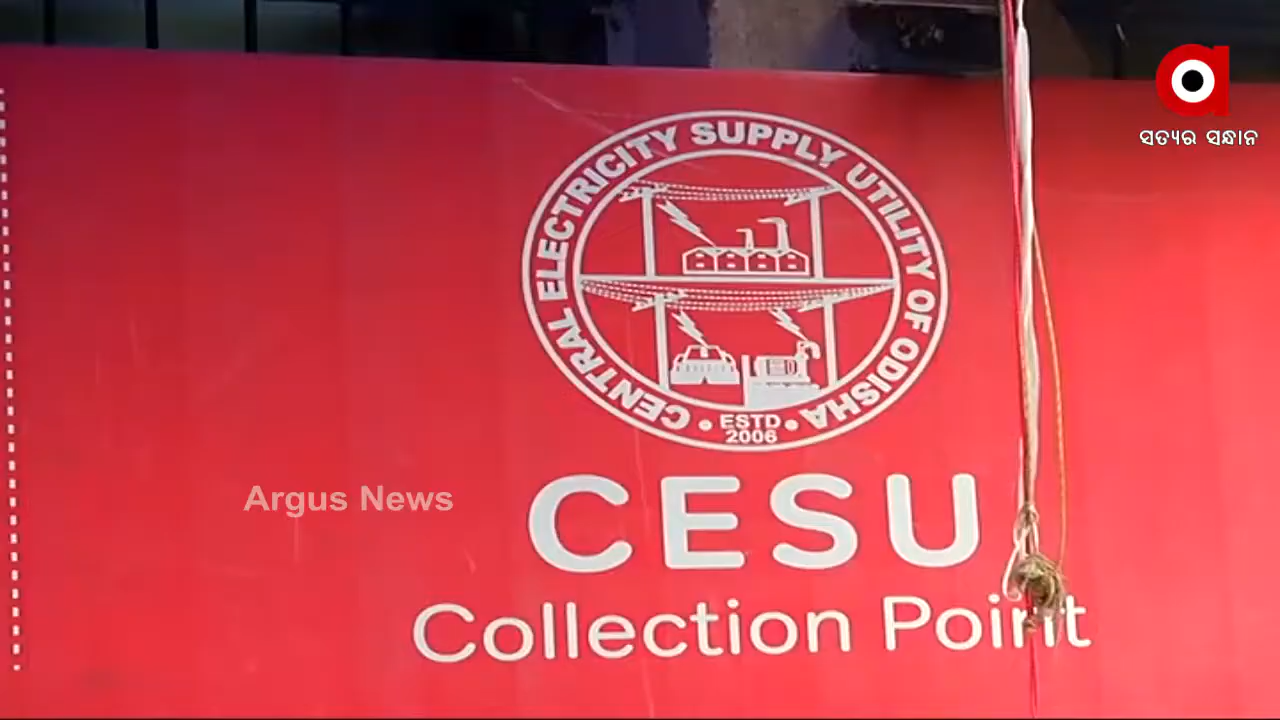 ସତ୍ୟର ସନ୍ଧାନ
CENTRAL ELECTRICITY SUPPLY UTILITY OF ODISHA
ESTD
2006
Argus News
CESU
Collection Point